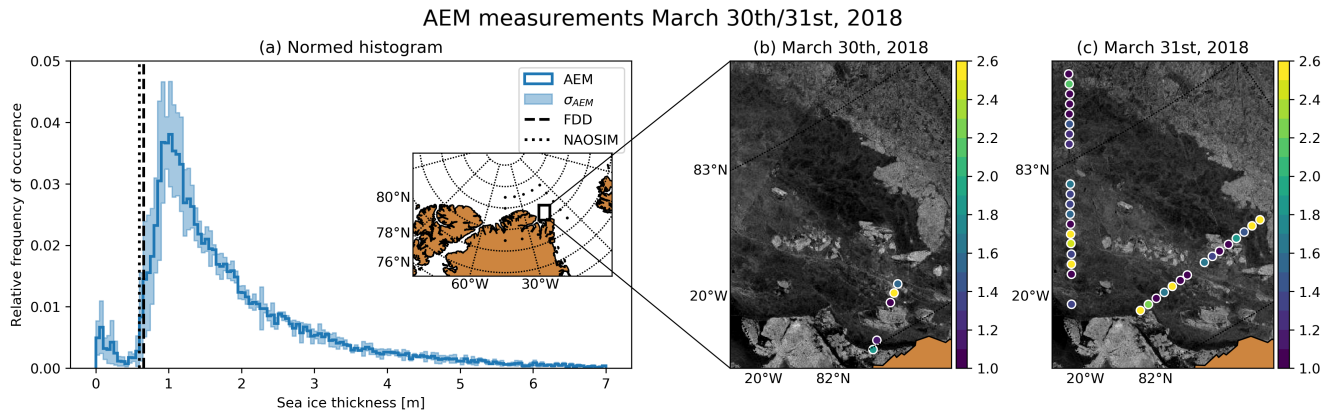 AEM measurements March 30th/31st, 2018
(a) Normed histogram
Relative frequency of occurence
0.05
0.04
0.03
0.02
0.01
0.00
0 1 2 3 4 5 6 7
Sea ice thickness [m]
AEM
σAEM
FDD
NAOSIM
80°N
78°N
76°N
60°W 30°W
(b) March 30th, 2018
83°N
20°W
20°W 82°N
2.6
2.4
2.2
2.0
1.8
1.6
1.4
1.2
1.0
(c) March 31st, 2018
83°N
20°W
20°W 82°N
2.6
2.4
2.2
2.0
1.8
1.6
1.4
1.2
1.0